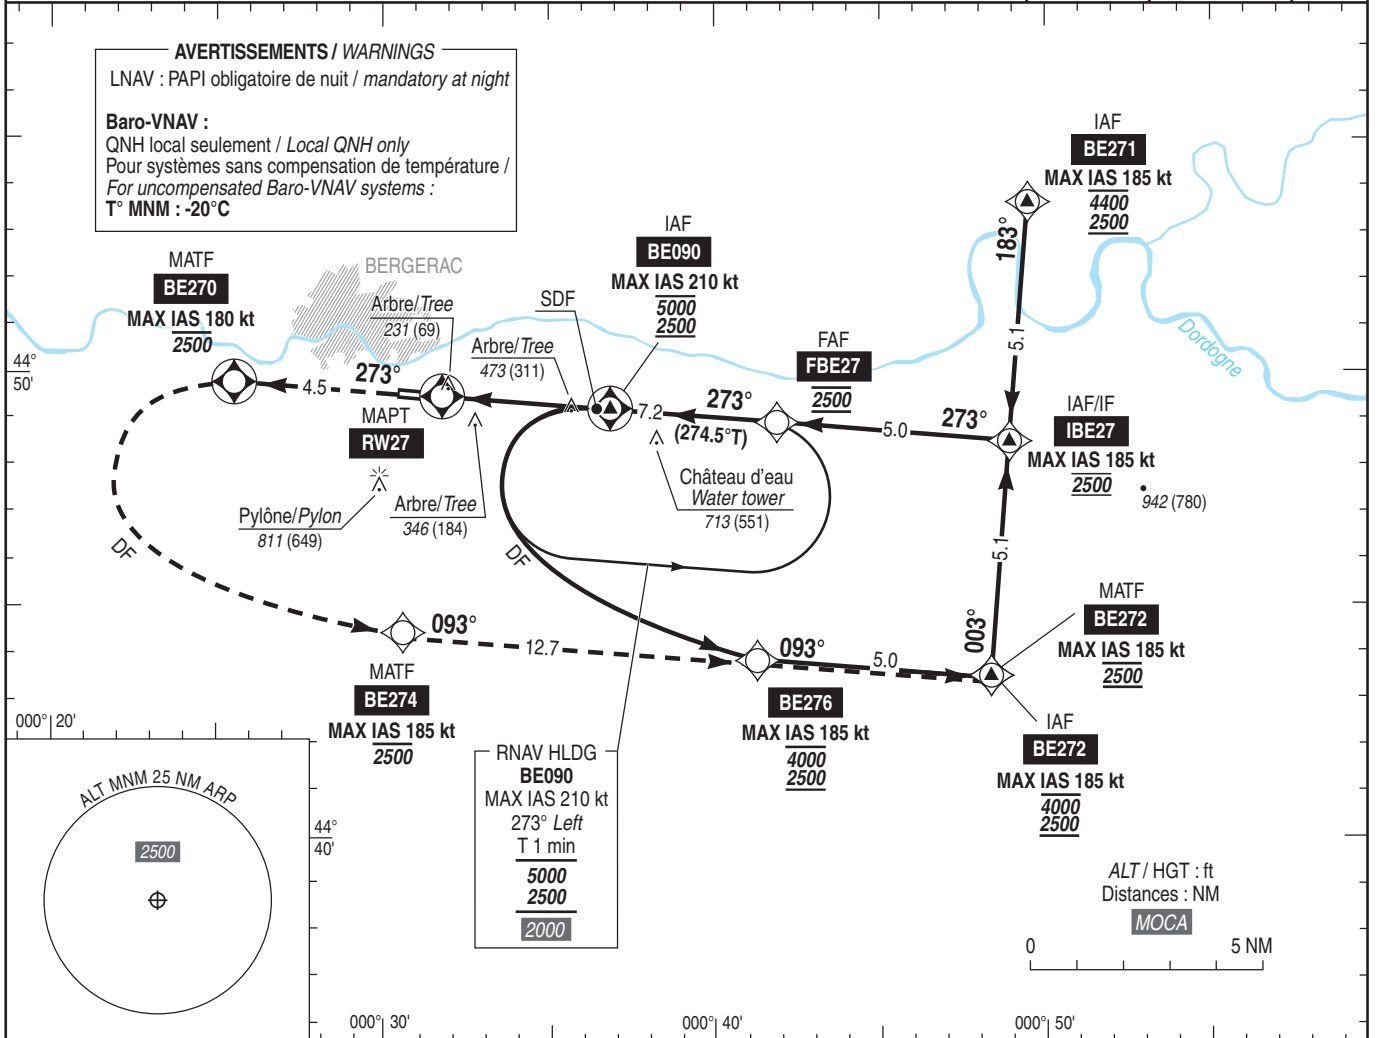 AVERTISSEMENTS / WARNINGS
LNAV : PAPI obligatoire de nuit / mandatory at night
Baro-VNAV :
QNH local seulement / Local QNH only
Pour systèmes sans compensation de température /
For uncompensated Baro-VNAV systems :
T° MNM : -20°C
IAF
BE271
MAX IAS 185 kt
4400
2500
183°
5.1
IAF
BE090
MAX IAS 210 kt
5000
2500
SDF
MATF
BE270
MAX IAS 180 kt
2500
BERGERAC
Arbre/Tree
231 (69)
Arbre/Tree
473 (311)
FAF
FBE27
2500
Dordogne
44°
50'
4.5
273°
MAPT
RW27
7.2
273°
(274.5°T)
5.0
273°
IAF/IF
IBE27
MAX IAS 185 kt
2500
942 (780)
Château d'eau
Water tower
713 (551)
Pylône/Pylon
811 (649)
Arbre/Tree
346 (184)
DF
DF
5.1
003°
MATF
BE272
MAX IAS 185 kt
2500
093°
12.7
093°
5.0
MATF
BE274
MAX IAS 185 kt
2500
BE276
MAX IAS 185 kt
4000
2500
IAF
BE272
MAX IAS 185 kt
4000
2500
000° 20'
ALT MNM 25 NM ARP
2500
44°
40'
RNAV HLDG
BE090
MAX IAS 210 kt
273° Left
T 1 min
5000
2500
2000
ALT / HGT : ft
Distances : NM
MOCA
0 5 NM
000° 30'
000° 40'
000° 50'